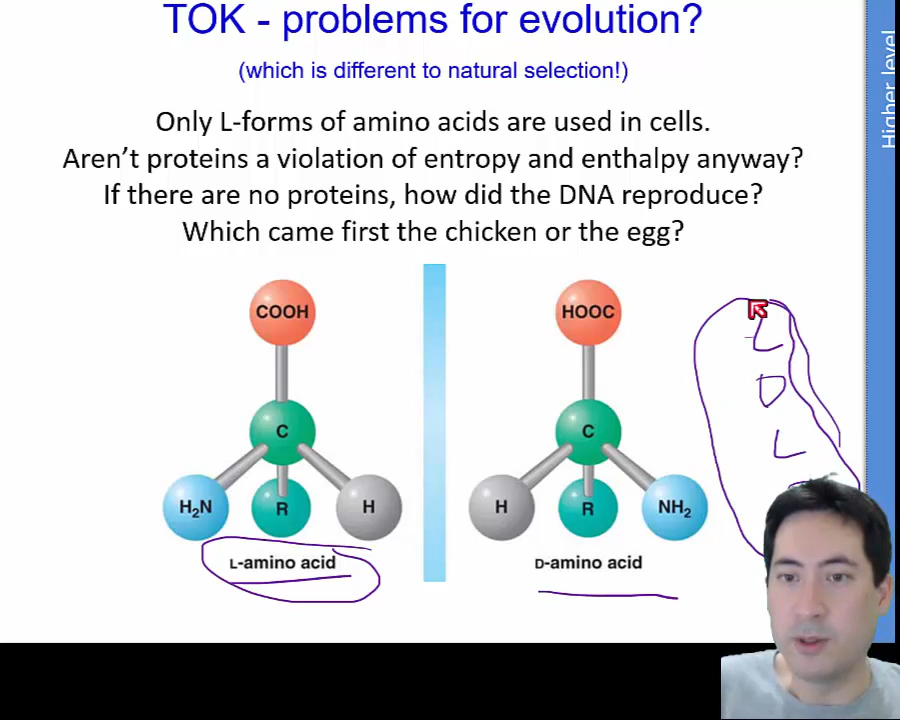 TOK - problems for evolution?
(which is different to natural selection!)
Higher level
Only L-forms of amino acids are used in cells.
Aren't proteins a violation of entropy and enthalpy anyway?
If there are no proteins, how did the DNA reproduce?
Which came first the chicken or the egg?
COOH
HOOC
L
D
L
C
C
H₂N
R
H
H
R
NH₂
L-amino acid
D-amino acid